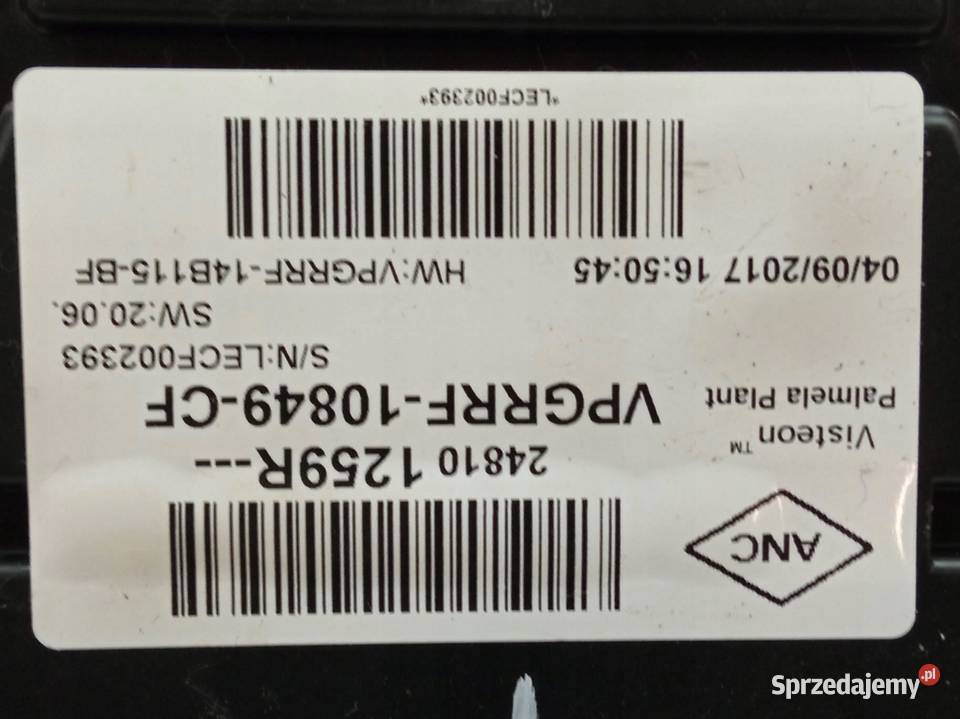 ANC
24810 1259R---
Visteon™
Palmela Plant
VPGRRF-10849-CF
S/N:LECF002393
SW:20.06.
04/09/2017 16:50:45
HW:VPGRRF-14B115-BF
*LECF002393*
Sprzedajemy.pl